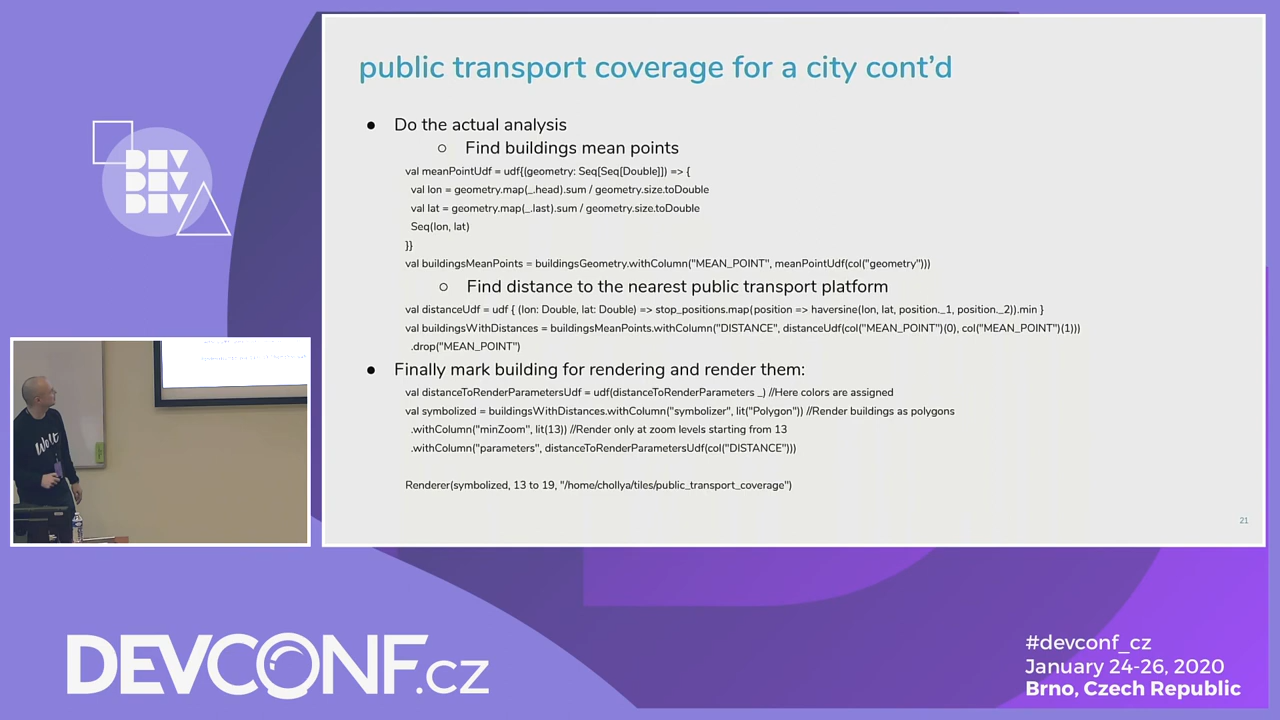 public transport coverage for a city cont’d
● Do the actual analysis
○ Find buildings mean points
val meanPointUdf = udf{(geometry: Seq[Seq[Double]]) => {
val lon = geometry.map(_.head).sum / geometry.size.toDouble
val lat = geometry.map(_.last).sum / geometry.size.toDouble
Seq(lon, lat)
}}
val buildingsMeanPoints = buildingsGeometry.withColumn("MEAN_POINT", meanPointUdf(col("geometry")))
○ Find distance to the nearest public transport platform
val distanceUdf = udf { (lon: Double, lat: Double) => stop_positions.map(position => haversine(lon, lat, position._1, position._2)).min }
val buildingsWithDistances = buildingsMeanPoints.withColumn("DISTANCE", distanceUdf(col("MEAN_POINT")(0), col("MEAN_POINT")(1)))
.drop("MEAN_POINT")
● Finally mark building for rendering and render them:
val distanceToRenderParametersUdf = udf(distanceToRenderParameters _) //Here colors are assigned
val symbolized = buildingsWithDistances.withColumn("symbolizer", lit("Polygon")) //Render buildings as polygons
.withColumn("minZoom", lit(13)) //Render only at zoom levels starting from 13
.withColumn("parameters", distanceToRenderParametersUdf(col("DISTANCE")))
Renderer(symbolized, 13 to 19, "/home/chollya/tiles/public_transport_coverage")
21
DEV
DEV
Wolt
DEVCONF.cz
#devconf_cz
January 24-26, 2020
Brno, Czech Republic